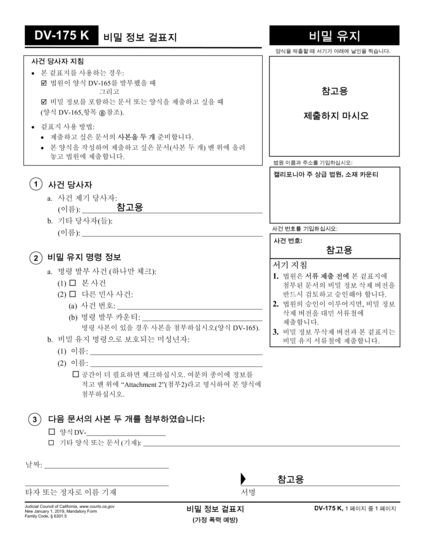 DV-175 K 비밀 정보 겉표지
비밀 유지
양식을 제출할 때 서기가 아래에 날인을 찍습니다.
사건 당사자 지침
• 본 겉표지를 사용하는 경우:
☑ 법원이 양식 DV-165를 발부했을 때
그리고
☑ 비밀 정보를 포함하는 문서 또는 양식을 제출하고 싶을 때
(양식 DV-165,항목 ⑧참조).
• 겉표지 사용 방법:
• 제출하고 싶은 문서의 사본을 두 개 준비합니다.
• 본 양식을 작성하여 제출하고 싶은 문서(사본 두 개) 맨 위에 올려
놓고 법원에 제출합니다.
참고용
제출하지 마시오
법원 이름과 주소를 기입하십시오:
캘리포니아 주 상급 법원, 소재 카운티
사건 번호를 기입하십시오:
사건 번호:
참고용
1 사건 당사자
a. 사건 제기 당사자:
(이름): 참고용
b. 기타 당사자(들):
(이름):
2 비밀 유지 명령 정보
a. 명령 발부 사건 (하나만 체크):
(1) ☐ 본 사건
(2) ☐ 다른 민사 사건:
(a) 사건 번호:
(b) 명령 발부 카운티:
명령 사본이 있을 경우 사본을 첨부하십시오(양식 DV-165).
b. 비밀 유지 명령으로 보호되는 미성년자:
(1) 이름:
(2) 이름:
☐ 공간이 더 필요하면 체크하십시오. 여분의 종이에 정보를
적고 맨 위에 “Attachment 2”(첨부2)라고 명시하여 본 양식에
첨부하십시오.
서기 지침
1. 법원은 서류 제출 전에 본 겉표지에
첨부된 문서의 비밀 정보 삭제 버전을
반드시 검토하고 승인해야 합니다.
2. 법원의 승인이 이루어지면, 비밀 정보
삭제 버전을 대민 서류철에
제출합니다.
3. 비밀 정보 무삭제 버전과 본 겉표지는
비밀 유지 서류철에 제출합니다.
3 다음 문서의 사본 두 개를 첨부하였습니다:
☐ 양식 DV-
☐ 기타 양식 또는 문서 (기재):
날짜:
참고용
타자 또는 정자로 이름 기재
서명
Judicial Council of California, www.courts.ca.gov
New January 1, 2019, Mandatory Form
Family Code, § 6301.5
비밀 정보 겉표지
(가정 폭력 예방)
DV-175 K, 1 페이지 중 1 페이지